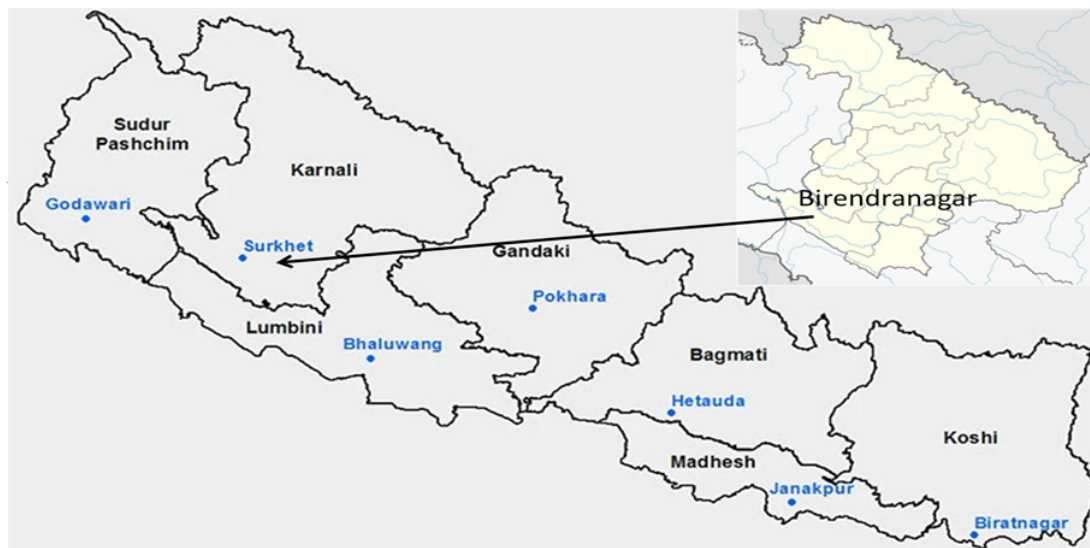 Sudur
Pashchim
Karnali
Birendranagar
Godawari
Surkhet
Gandaki
Pokhara
Lumbini
Bhaluwang
Bagmati
Hetauda
Koshi
Madhesh
Janakpur
Biratnagar